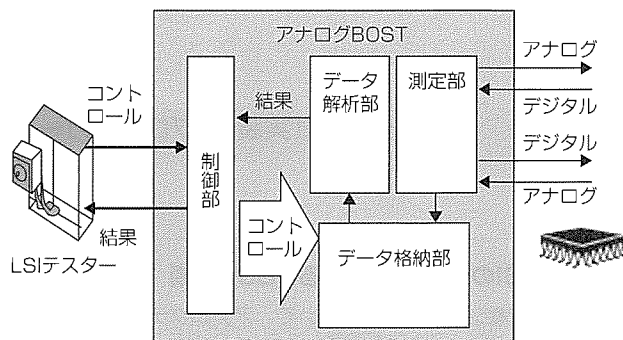 アナログBOST
コント
ロール
結果
LSIテスター
制御部
結果
データ
解析部
測定部
コント
ロール
データ格納部
アナログ
デジタル
デジタル
アナログ